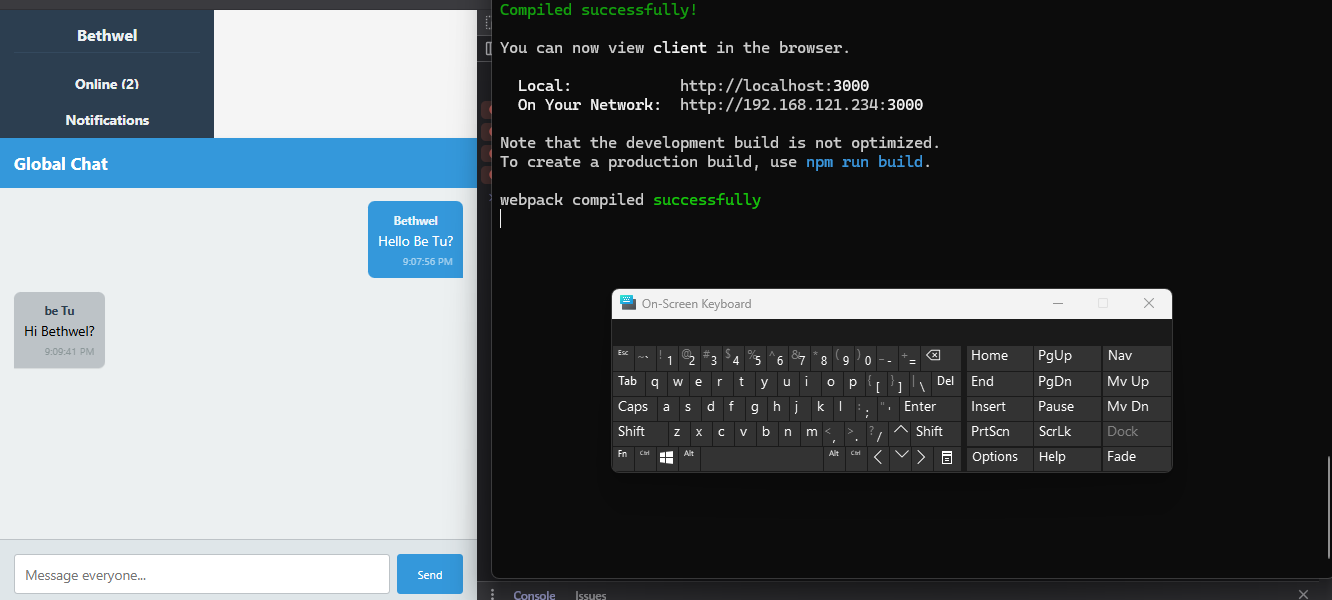 Bethwel
Online (2)
Notifications
Global Chat
Bethwel
Hello Be Tu?
9:07:56 PM
be Tu
Hi Bethwel?
9:09:41 PM
Message everyone...
Send
Compiled successfully!
You can now view client in the browser.
Local: http://localhost:3000
On Your Network: http://192.168.121.234:3000
Note that the development build is not optimized.
To create a production build, use npm run build.
webpack compiled successfully
On-Screen Keyboard
Esc ~ ` ! 1 @ 2 # 3 $ 4 % 5 ^ 6 & 7 * 8 ( 9 ) 0 _ - + = Home PgUp Nav
Tab q w e r t y u i o p { [ } ] | \ Del End PgDn Mv Up
Caps a s d f g h j k l : ; " ' Enter Insert Pause Mv Dn
Shift z x c v b n m < , > . ? / Shift PrtScn ScrLk Dock
Fn Ctrl Alt Alt Ctrl Options Help Fade
Console Issues